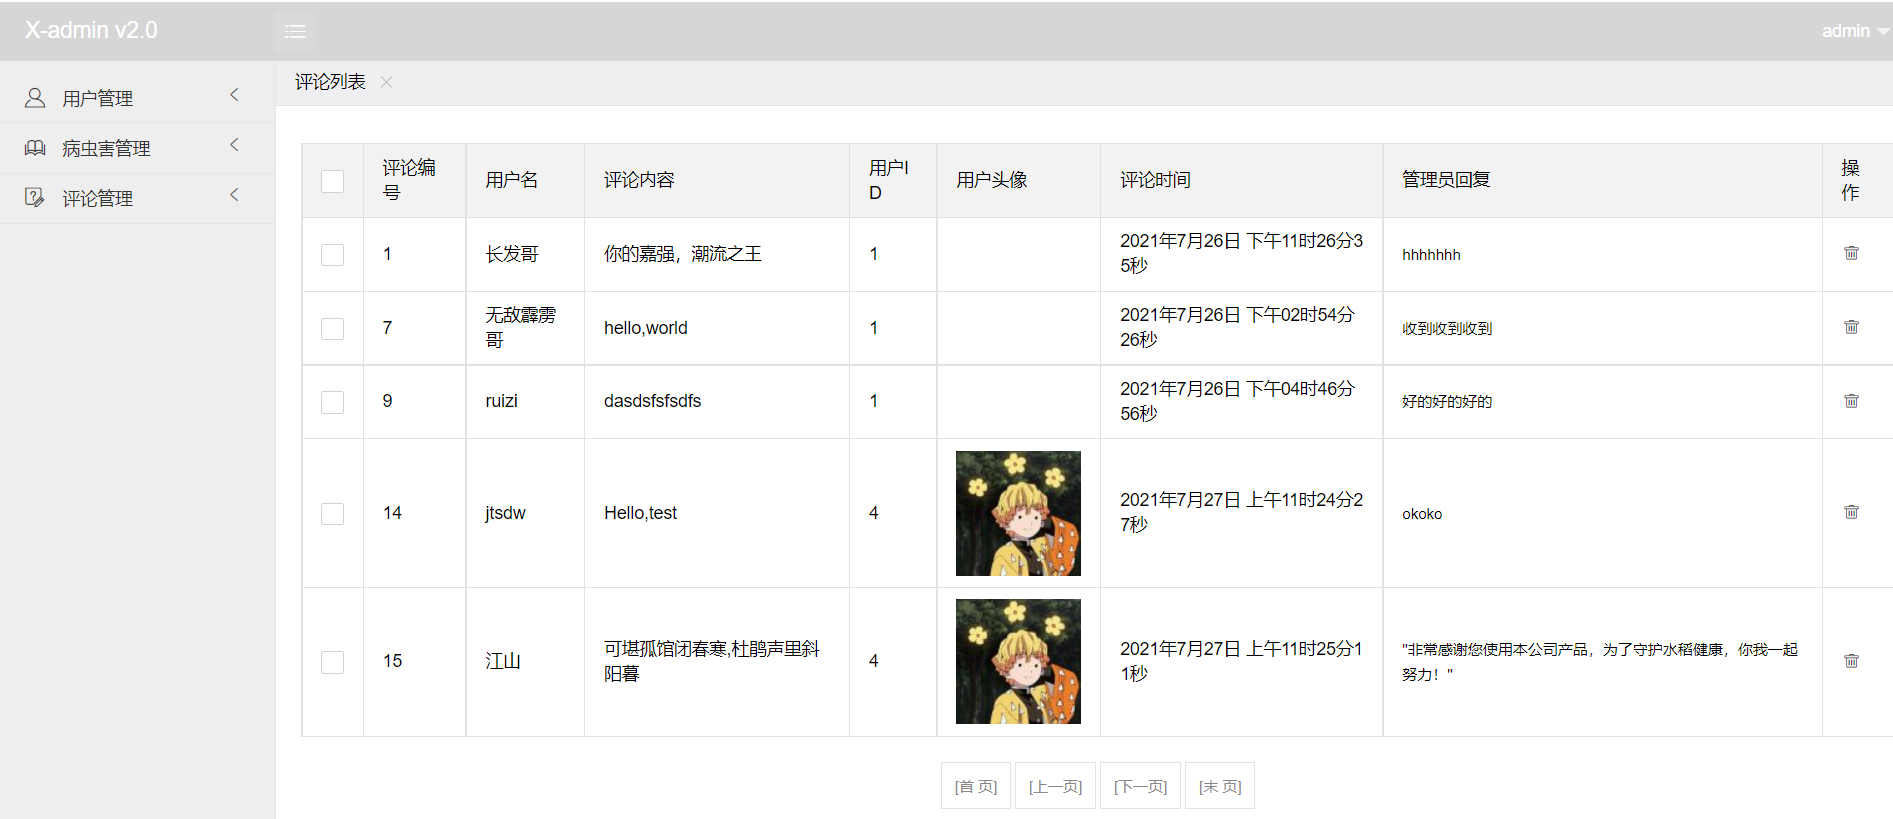 X-admin v2.0
admin
用户管理
病虫害管理
评论管理
评论列表
评论编
号
用户名
评论内容
用户I
D
用户头像
评论时间
管理员回复
操
作
1
长发哥
你的嘉强，潮流之王
1
2021年7月26日 下午11时26分3
5秒
hhhhhhh
7
无敌霹雳
哥
hello,world
1
2021年7月26日 下午02时54分
26秒
收到收到收到
9
ruizi
dasdsfsfsdfs
1
2021年7月26日 下午04时46分
56秒
好的好的好的
14
jtsdw
Hello,test
4
2021年7月27日 上午11时24分2
7秒
okoko
15
江山
可堪孤馆闭春寒,杜鹃声里斜
阳暮
4
2021年7月27日 上午11时25分1
1秒
"非常感谢您使用本公司产品，为了守护水稻健康，你我一起
努力！"
[首 页]
[上一页]
[下一页]
[末 页]